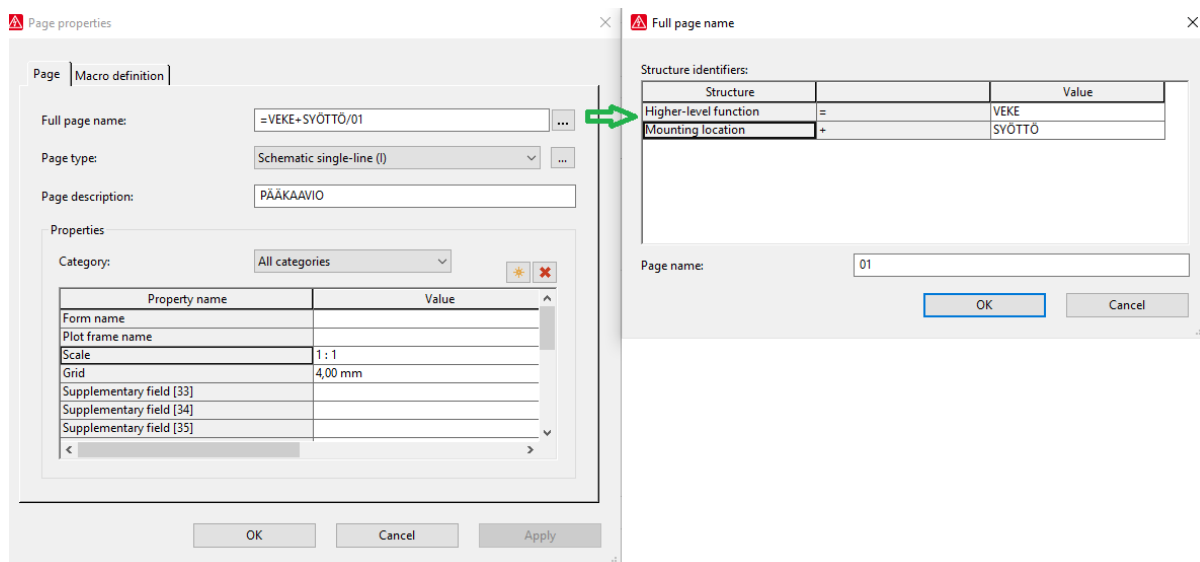 Page properties
Page
Macro definition
Full page name:
=VEKE+SYÖTTÖ/01
...
Page type:
Schematic single-line (I)
...
Page description:
PÄÄKAAVIO
Properties
Category:
All categories
Property name Value
Form name
Plot frame name
Scale 1 : 1
Grid 4,00 mm
Supplementary field [33]
Supplementary field [34]
Supplementary field [35]
OK Cancel Apply
Full page name
Structure identifiers:
Structure Value
Higher-level function = VEKE
Mounting location + SYÖTTÖ
Page name:
01
OK Cancel